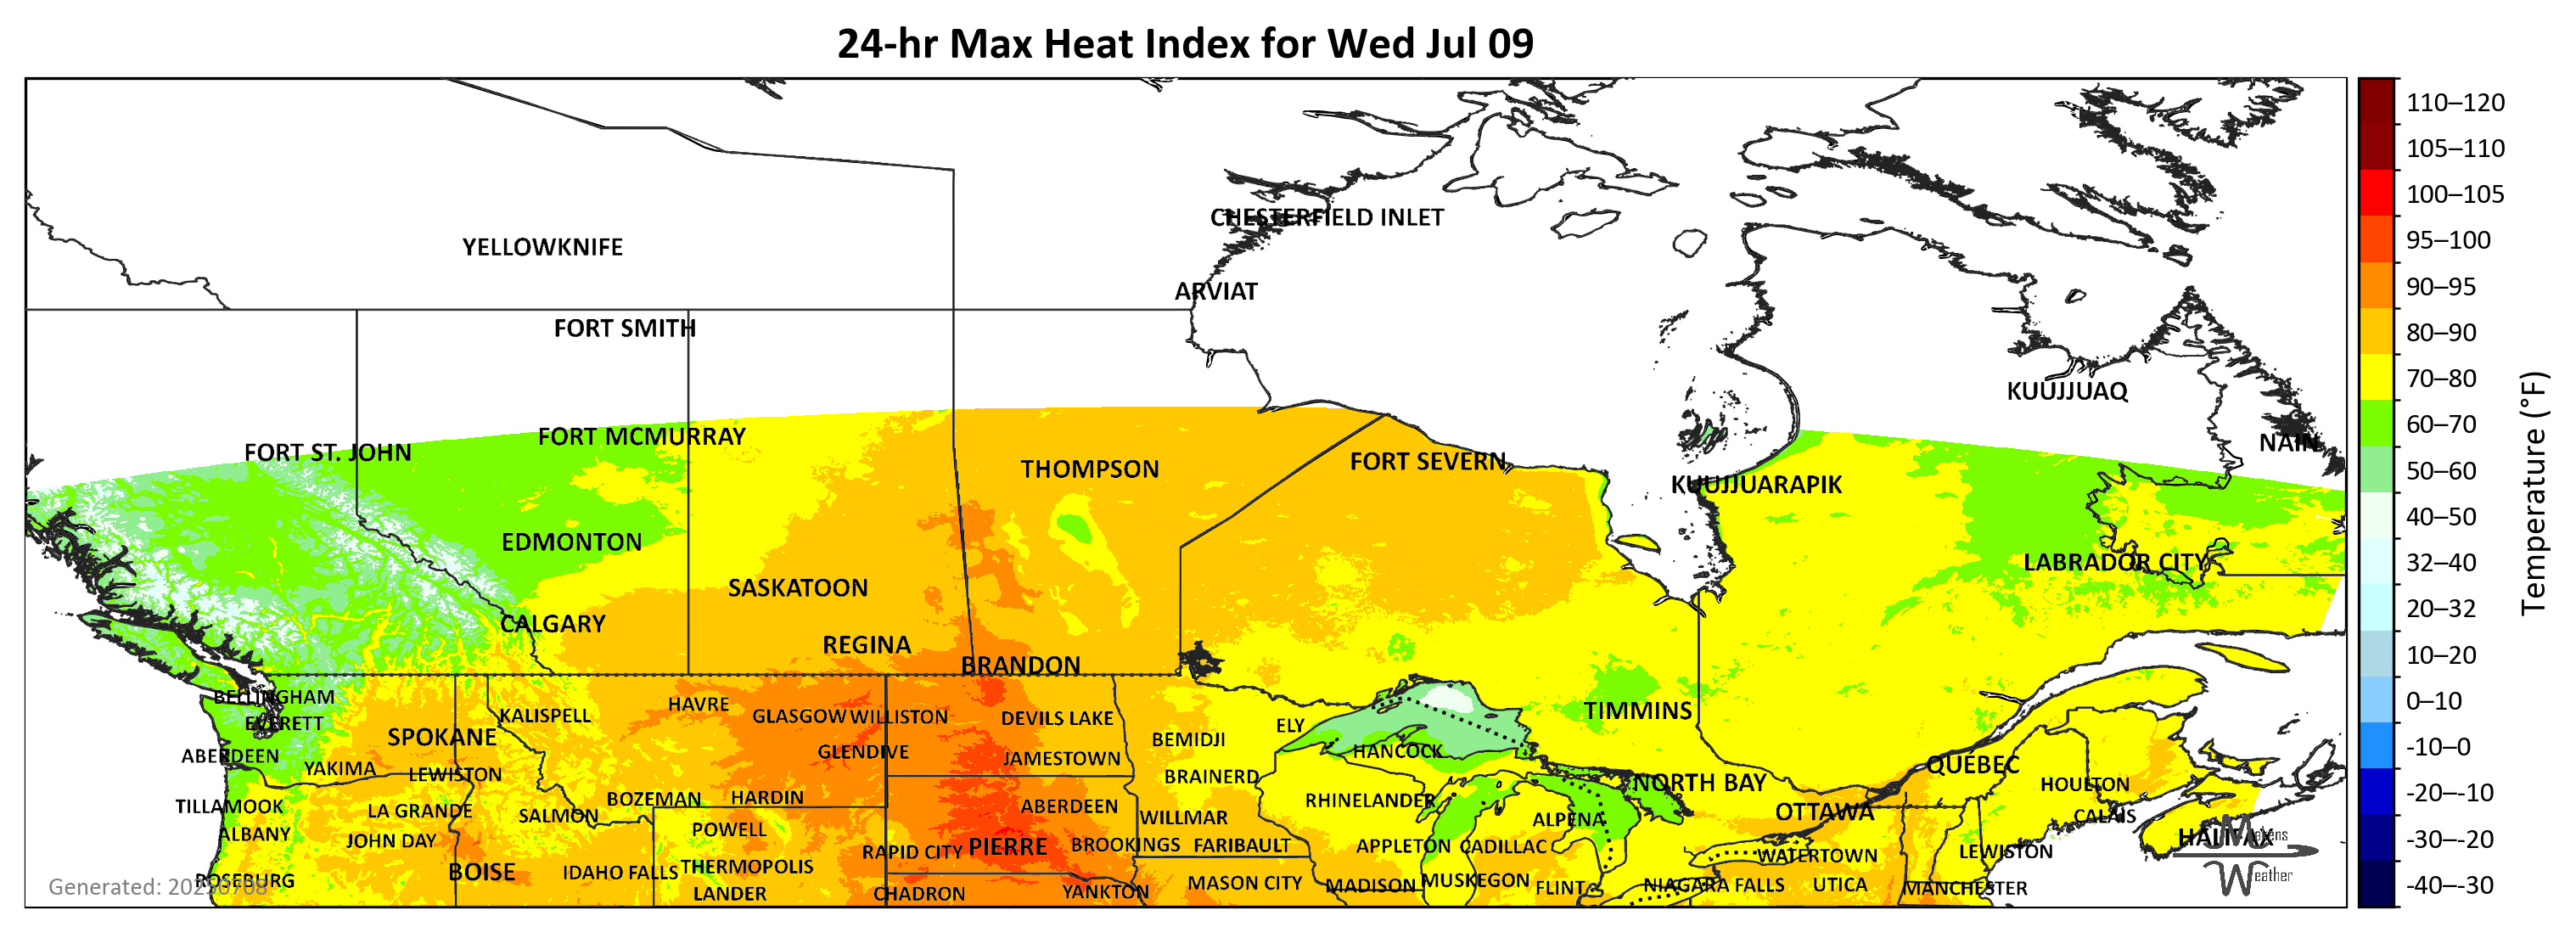 24-hr Max Heat Index for Wed Jul 09
CHESTERFIELD INLET
YELLOWKNIFE
ARVIAT
FORT SMITH
KUUJJUAQ
FORT MCMURRAY
NAIN
FORT ST. JOHN
FORT SEVERN
THOMPSON
KUUJJUARAPIK
EDMONTON
LABRADOR CITY
SASKATOON
CALGARY
REGINA
BRANDON
BELLINGHAM
HAVRE
TIMMINS
KALISPELL
GLASGOW
WILLISTON
DEVILS LAKE
EVERETT
ELY
SPOKANE
BEMIDJI
GLENDIVE
HANCOCK
ABERDEEN
JAMESTOWN
QUÉBEC
YAKIMA
LEWISTON
BRAINERD
NORTH BAY
HOULTON
BOZEMAN
HARDIN
RHINELANDER
TILLAMOOK
ABERDEEN
LA GRANDE
SALMON
WILLMAR
ALPENA
OTTAWA
CALAIS
ALBANY
POWELL
HALIFAX
JOHN DAY
RAPID CITY
PIERRE
BROOKINGS
FARIBAULT
APPLETON
CADILLAC
WATERTOWN
LEWISTON
BOISE
IDAHO FALLS
THERMOPOLIS
Weather
ROSEBURG
MASON CITY
MADISON
MUSKEGON
FLINT
NIAGARA FALLS
UTICA
MANCHESTER
LANDER
CHADRON
YANKTON
Generated: 20250708
110–120
105–110
100–105
95–100
90–95
80–90
70–80
60–70
50–60
40–50
32–40
20–32
10–20
0–10
-10–0
-20–-10
-30–-20
-40–-30
Temperature (°F)